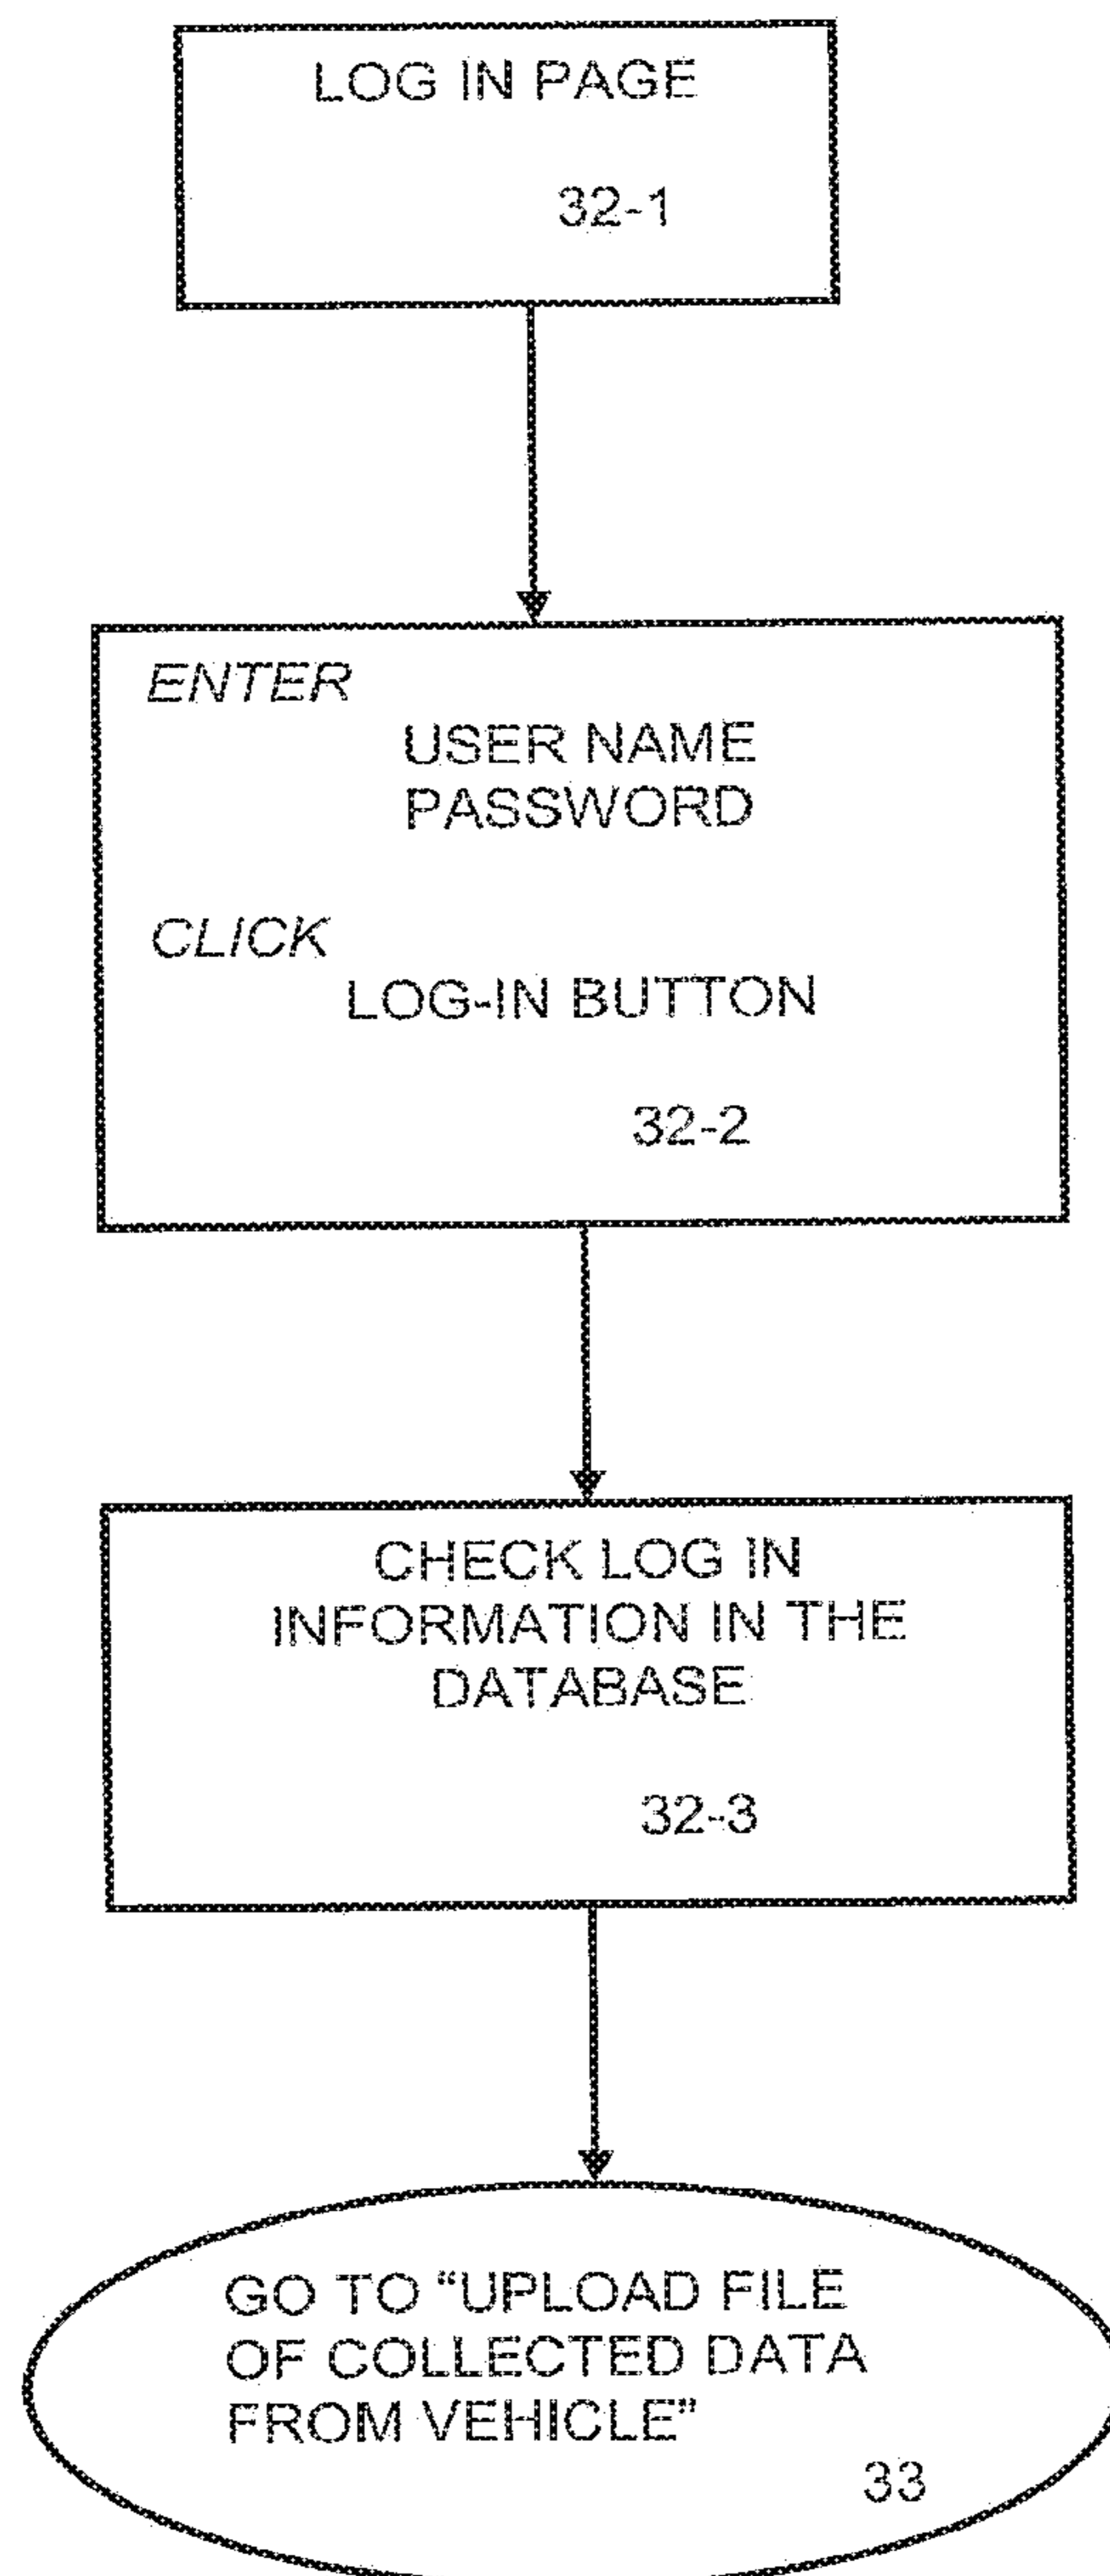 LOG IN PAGE
32-1
ENTER
USER NAME
PASSWORD
CLICK
LOG-IN BUTTON
32-2
CHECK LOG IN
INFORMATION IN THE
DATABASE
32-3
GO TO “UPLOAD FILE
OF COLLECTED DATA
FROM VEHICLE”
33